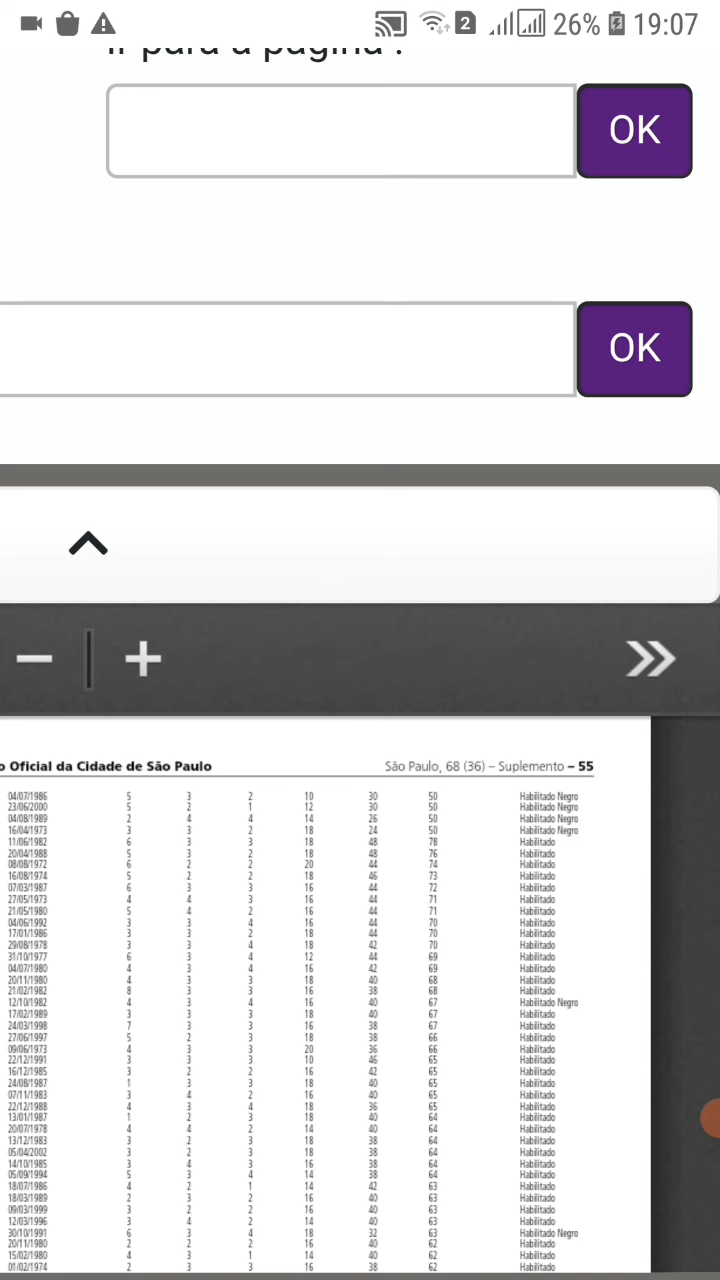 2 26% 19:07
Ir para a página :
OK
OK
o Oficial da Cidade de São Paulo São Paulo, 68 (36) – Suplemento – 55
04/07/1986 5 3 2 10 30 50 Habilitado Negro
23/06/2000 5 2 1 12 30 50 Habilitado Negro
04/08/1989 2 4 4 14 26 50 Habilitado Negro
16/04/1973 3 3 2 18 24 50 Habilitado Negro
11/06/1982 6 3 3 18 48 78 Habilitado
20/04/1988 5 3 2 18 48 76 Habilitado
08/08/1972 6 2 2 20 44 74 Habilitado
16/08/1974 5 2 2 18 46 73 Habilitado
07/03/1987 6 3 3 16 44 72 Habilitado
27/05/1973 4 4 3 16 44 71 Habilitado
21/05/1980 5 4 2 16 44 71 Habilitado
04/06/1992 3 3 4 16 44 70 Habilitado
17/01/1986 3 3 2 18 44 70 Habilitado
29/08/1978 3 3 4 18 42 70 Habilitado
31/10/1977 6 3 4 12 44 69 Habilitado
04/07/1980 4 3 4 16 42 69 Habilitado
20/11/1980 4 3 3 18 40 68 Habilitado
21/02/1982 8 3 3 16 38 68 Habilitado
12/10/1982 4 3 4 16 40 67 Habilitado Negro
17/02/1989 3 3 3 18 40 67 Habilitado
24/03/1998 7 3 3 16 38 67 Habilitado
27/06/1997 5 2 3 18 38 66 Habilitado
09/06/1973 4 3 3 20 36 66 Habilitado
22/12/1991 3 3 3 10 46 65 Habilitado
16/12/1985 3 2 2 16 42 65 Habilitado
24/08/1987 1 3 3 18 40 65 Habilitado
07/11/1983 3 4 2 16 40 65 Habilitado
22/12/1988 4 3 4 18 36 65 Habilitado
13/01/1987 1 2 3 18 40 64 Habilitado
20/07/1978 4 4 2 14 40 64 Habilitado
13/12/1983 3 2 3 18 38 64 Habilitado
05/04/2002 3 2 3 18 38 64 Habilitado
14/10/1985 3 4 3 16 38 64 Habilitado
05/09/1994 5 3 4 14 38 64 Habilitado
18/07/1986 4 2 1 14 42 63 Habilitado
18/03/1989 2 3 2 16 40 63 Habilitado
09/03/1999 3 2 2 16 40 63 Habilitado
12/03/1996 3 4 2 14 40 63 Habilitado
30/10/1991 6 3 4 18 32 63 Habilitado Negro
20/11/1980 2 2 2 16 40 62 Habilitado
15/02/1980 4 3 1 14 40 62 Habilitado
01/02/1974 2 3 3 16 38 62 Habilitado